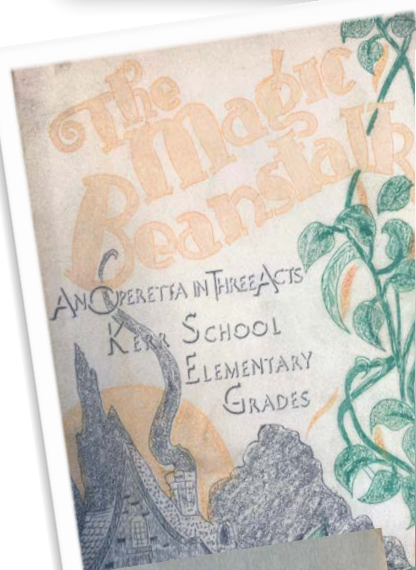 The
Magic
Beanstalk
AN OPERETTA IN THREE ACTS
KERR SCHOOL
ELEMENTARY
GRADES